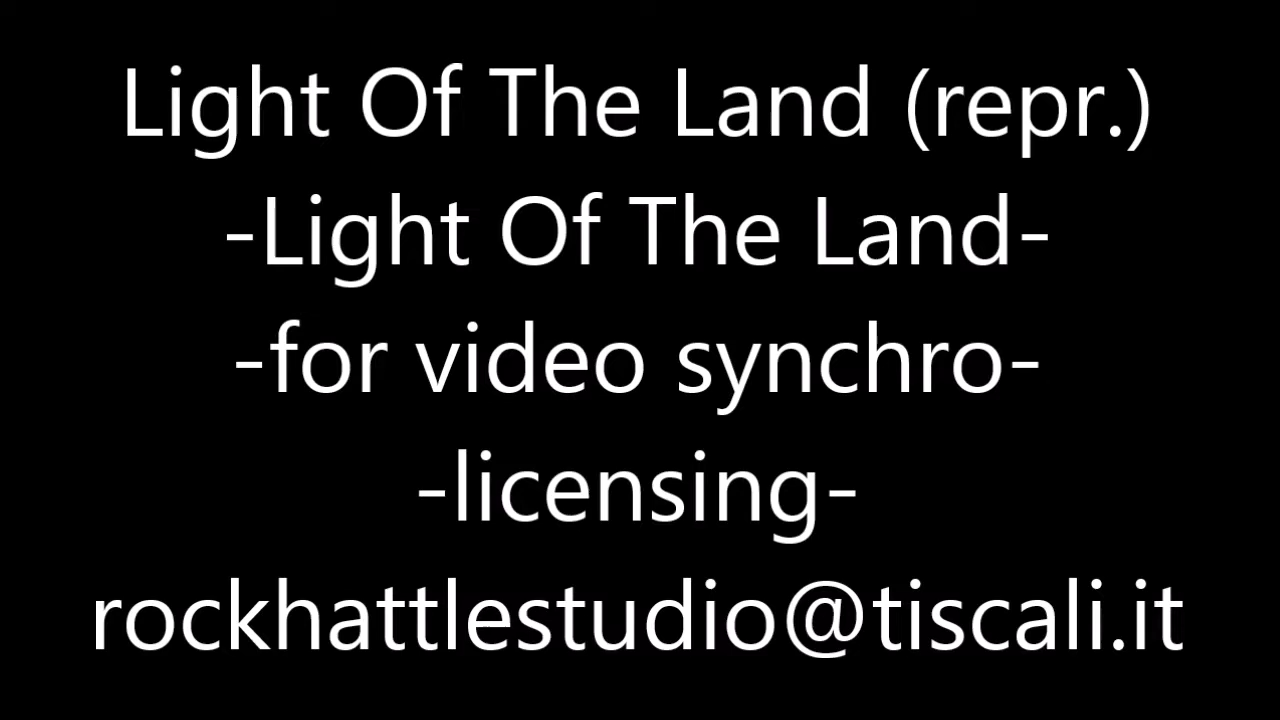 Light Of The Land (repr.)
-Light Of The Land-
-for video synchro-
-licensing-
rockhattlestudio@tiscali.it